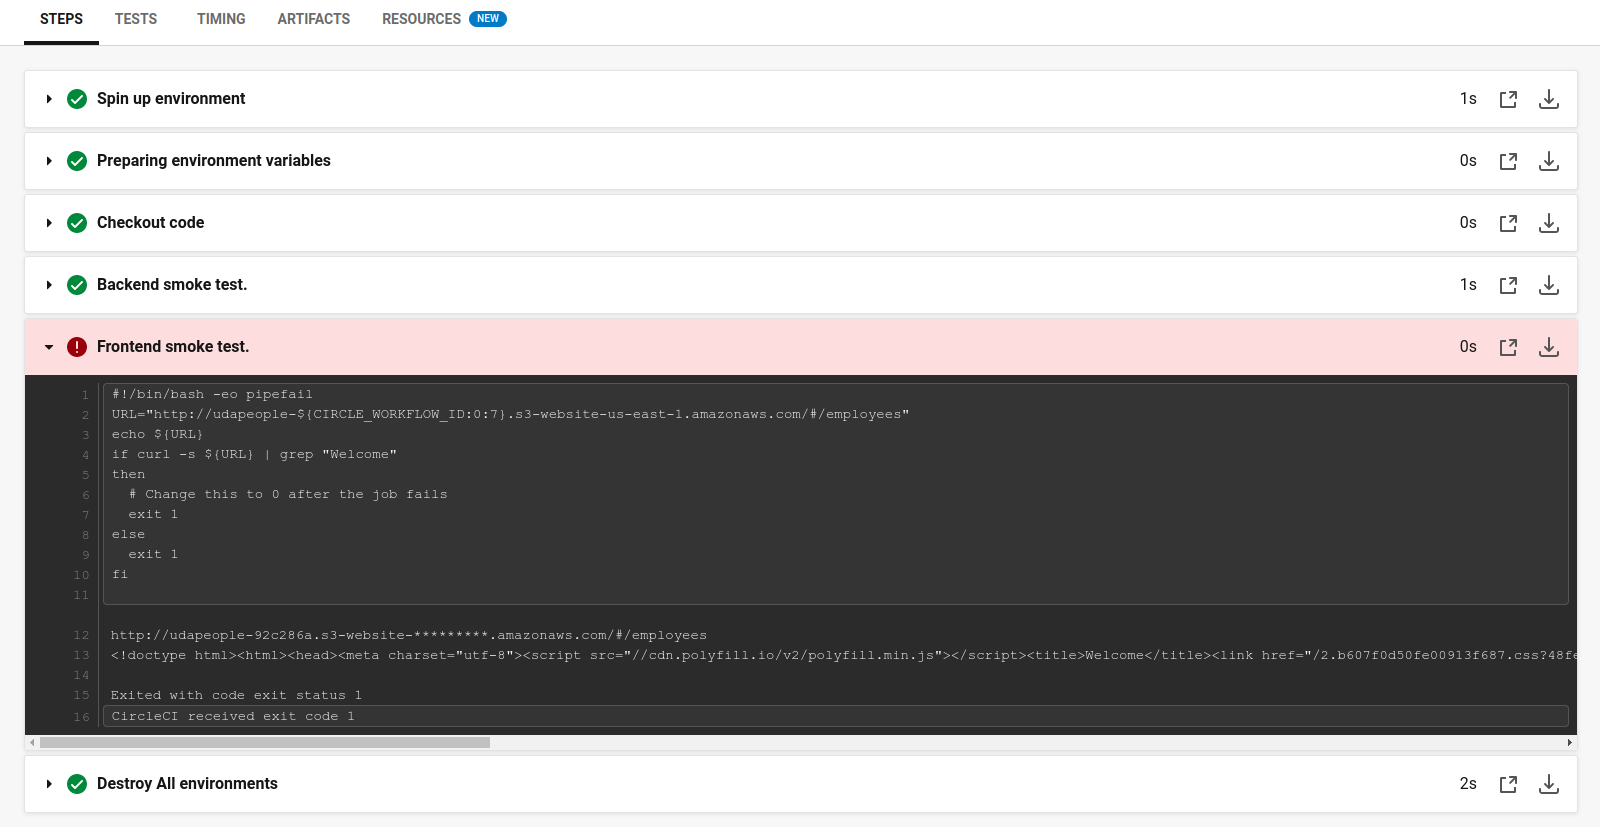 STEPS TESTS TIMING ARTIFACTS RESOURCES NEW
Spin up environment 1s
Preparing environment variables 0s
Checkout code 0s
Backend smoke test. 1s
Frontend smoke test. 0s
1 #!/bin/bash -eo pipefail
2 URL="http://udapeople-${CIRCLE_WORKFLOW_ID:0:7}.s3-website-us-east-1.amazonaws.com/#/employees"
3 echo ${URL}
4 if curl -s ${URL} | grep "Welcome"
5 then
6   # Change this to 0 after the job fails
7   exit 1
8 else
9   exit 1
10 fi
11
12 http://udapeople-92c286a.s3-website-*********.amazonaws.com/#/employees
13 <!doctype html><html><head><meta charset="utf-8"><script src="//cdn.polyfill.io/v2/polyfill.min.js"></script><title>Welcome</title><link href="/2.b607f0d50fe00913f687.css?48fe
14
15 Exited with code exit status 1
16 CircleCI received exit code 1
Destroy All environments 2s